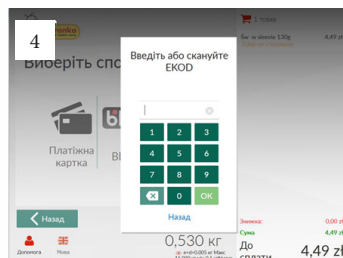 4
1 товар
ronko
Виберіть спо
Введіть або скануйте
EKOD
4,49 zł
1
2
3
4
5
6
Платіжна
картка
7
8
9
0
OK
Назад
Назад
Знижка:
0,00 zł
Сума
4,49 zł
Допомога
Мова
0,530 кг
До
сплати
4,49 zł